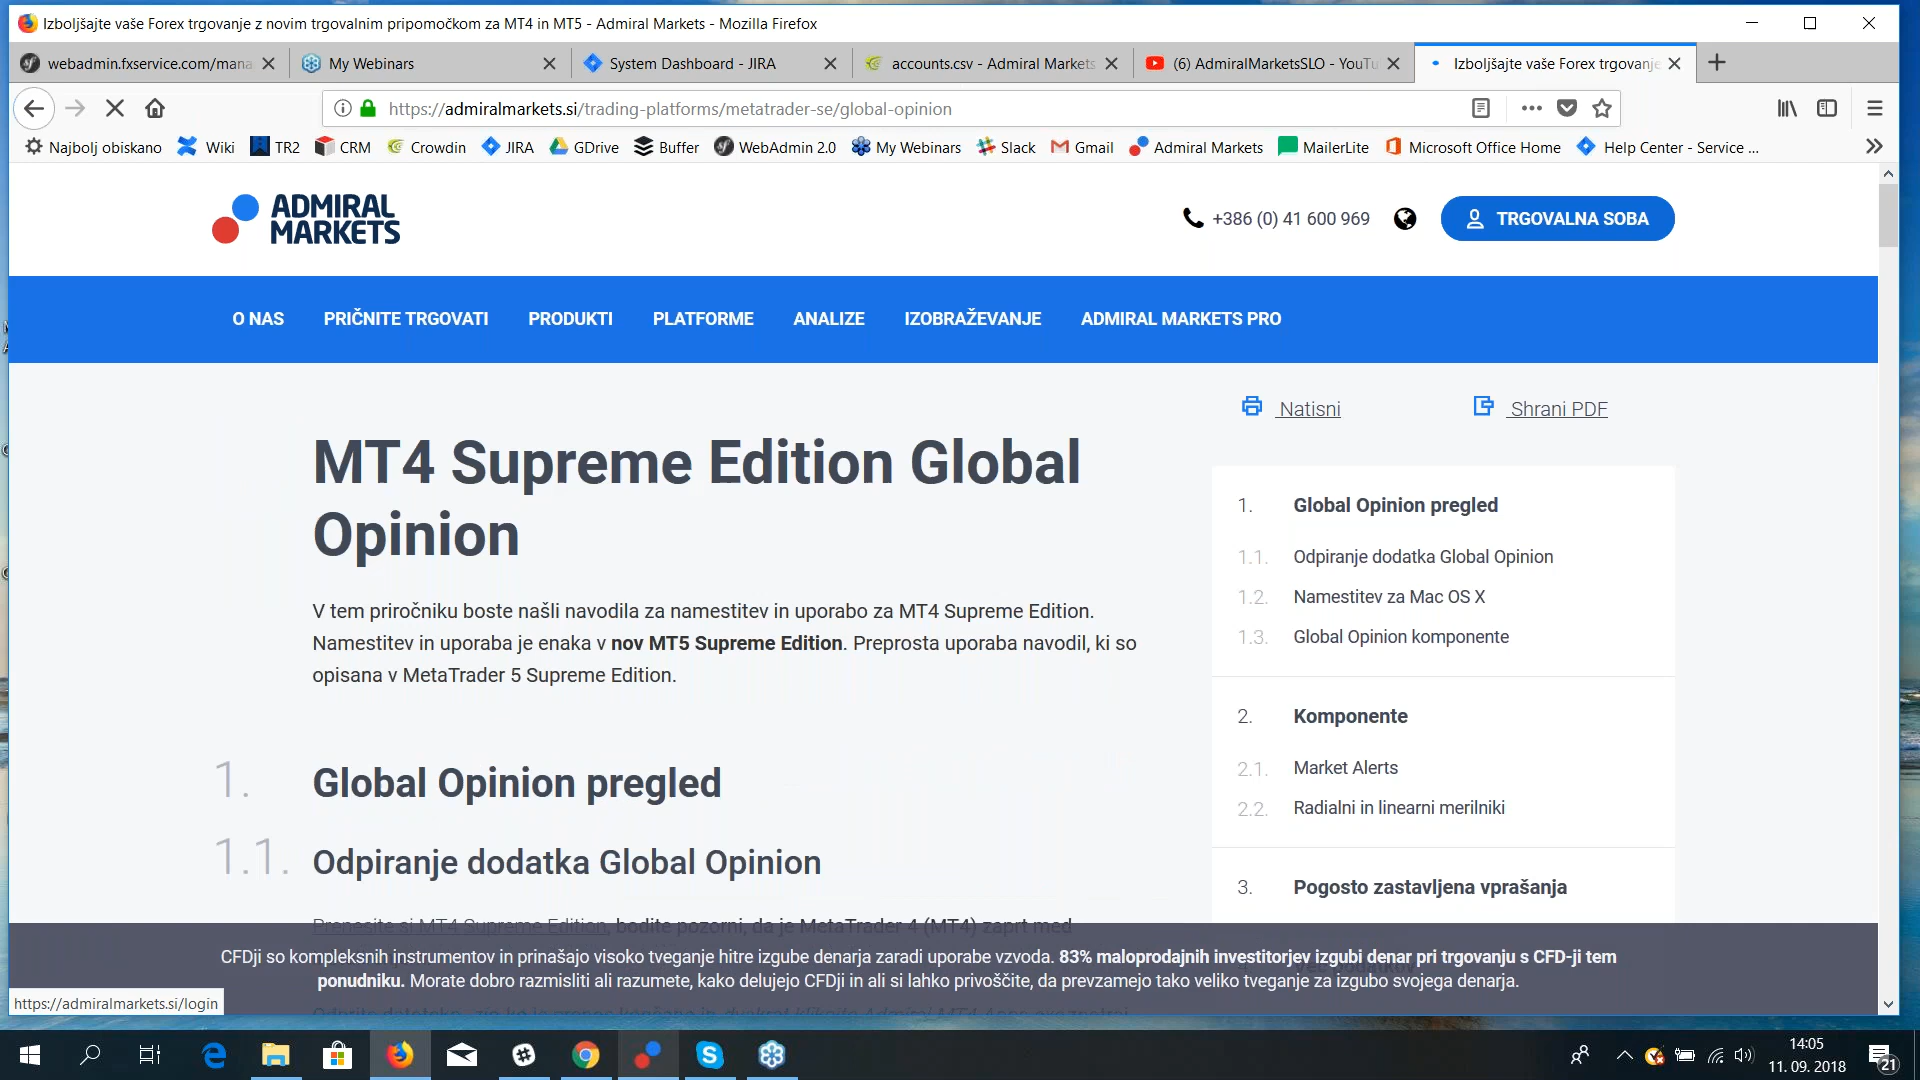 Izboljšajte vaše Forex trgovanje z novim trgovalnim pripomočkom za MT4 in MT5 - Admiral Markets - Mozilla Firefox
webadmin.fxservice.com/mana
My Webinars
System Dashboard - JIRA
accounts.csv - Admiral Markets
(6) AdmiralMarketsSLO - YouTu
Izboljšajte vaše Forex trgovanje
https://admiralmarkets.si/trading-platforms/metatrader-se/global-opinion
Najbolj obiskano Wiki TR2 CRM Crowdin JIRA GDrive Buffer WebAdmin 2.0 My Webinars Slack Gmail Admiral Markets MailerLite Microsoft Office Home Help Center - Service ...
ADMIRAL
MARKETS
+386 (0) 41 600 969
TRGOVALNA SOBA
O NAS PRIČNITE TRGOVATI PRODUKTI PLATFORME ANALIZE IZOBRAŽEVANJE ADMIRAL MARKETS PRO
Natisni
Shrani PDF
MT4 Supreme Edition Global
Opinion
V tem priročniku boste našli navodila za namestitev in uporabo za MT4 Supreme Edition.
Namestitev in uporaba je enaka v nov MT5 Supreme Edition. Preprosta uporaba navodil, ki so
opisana v MetaTrader 5 Supreme Edition.
1. Global Opinion pregled
1.1. Odpiranje dodatka Global Opinion
Prenesite si MT4 Supreme Edition, bodite pozorni, da je MetaTrader 4 (MT4) zaprt med
1. Global Opinion pregled
1.1. Odpiranje dodatka Global Opinion
1.2. Namestitev za Mac OS X
1.3. Global Opinion komponente
2. Komponente
2.1. Market Alerts
2.2. Radialni in linearni merilniki
3. Pogosto zastavljena vprašanja
CFDji so kompleksnih instrumentov in prinašajo visoko tveganje hitre izgube denarja zaradi uporabe vzvoda. 83% maloprodajnih investitorjev izgubi denar pri trgovanju s CFD-ji tem
ponudniku. Morate dobro razmisliti ali razumete, kako delujejo CFDji in ali si lahko privoščite, da prevzamejo tako veliko tveganje za izgubo svojega denarja.
https://admiralmarkets.si/login
14:05
11. 09. 2018
21